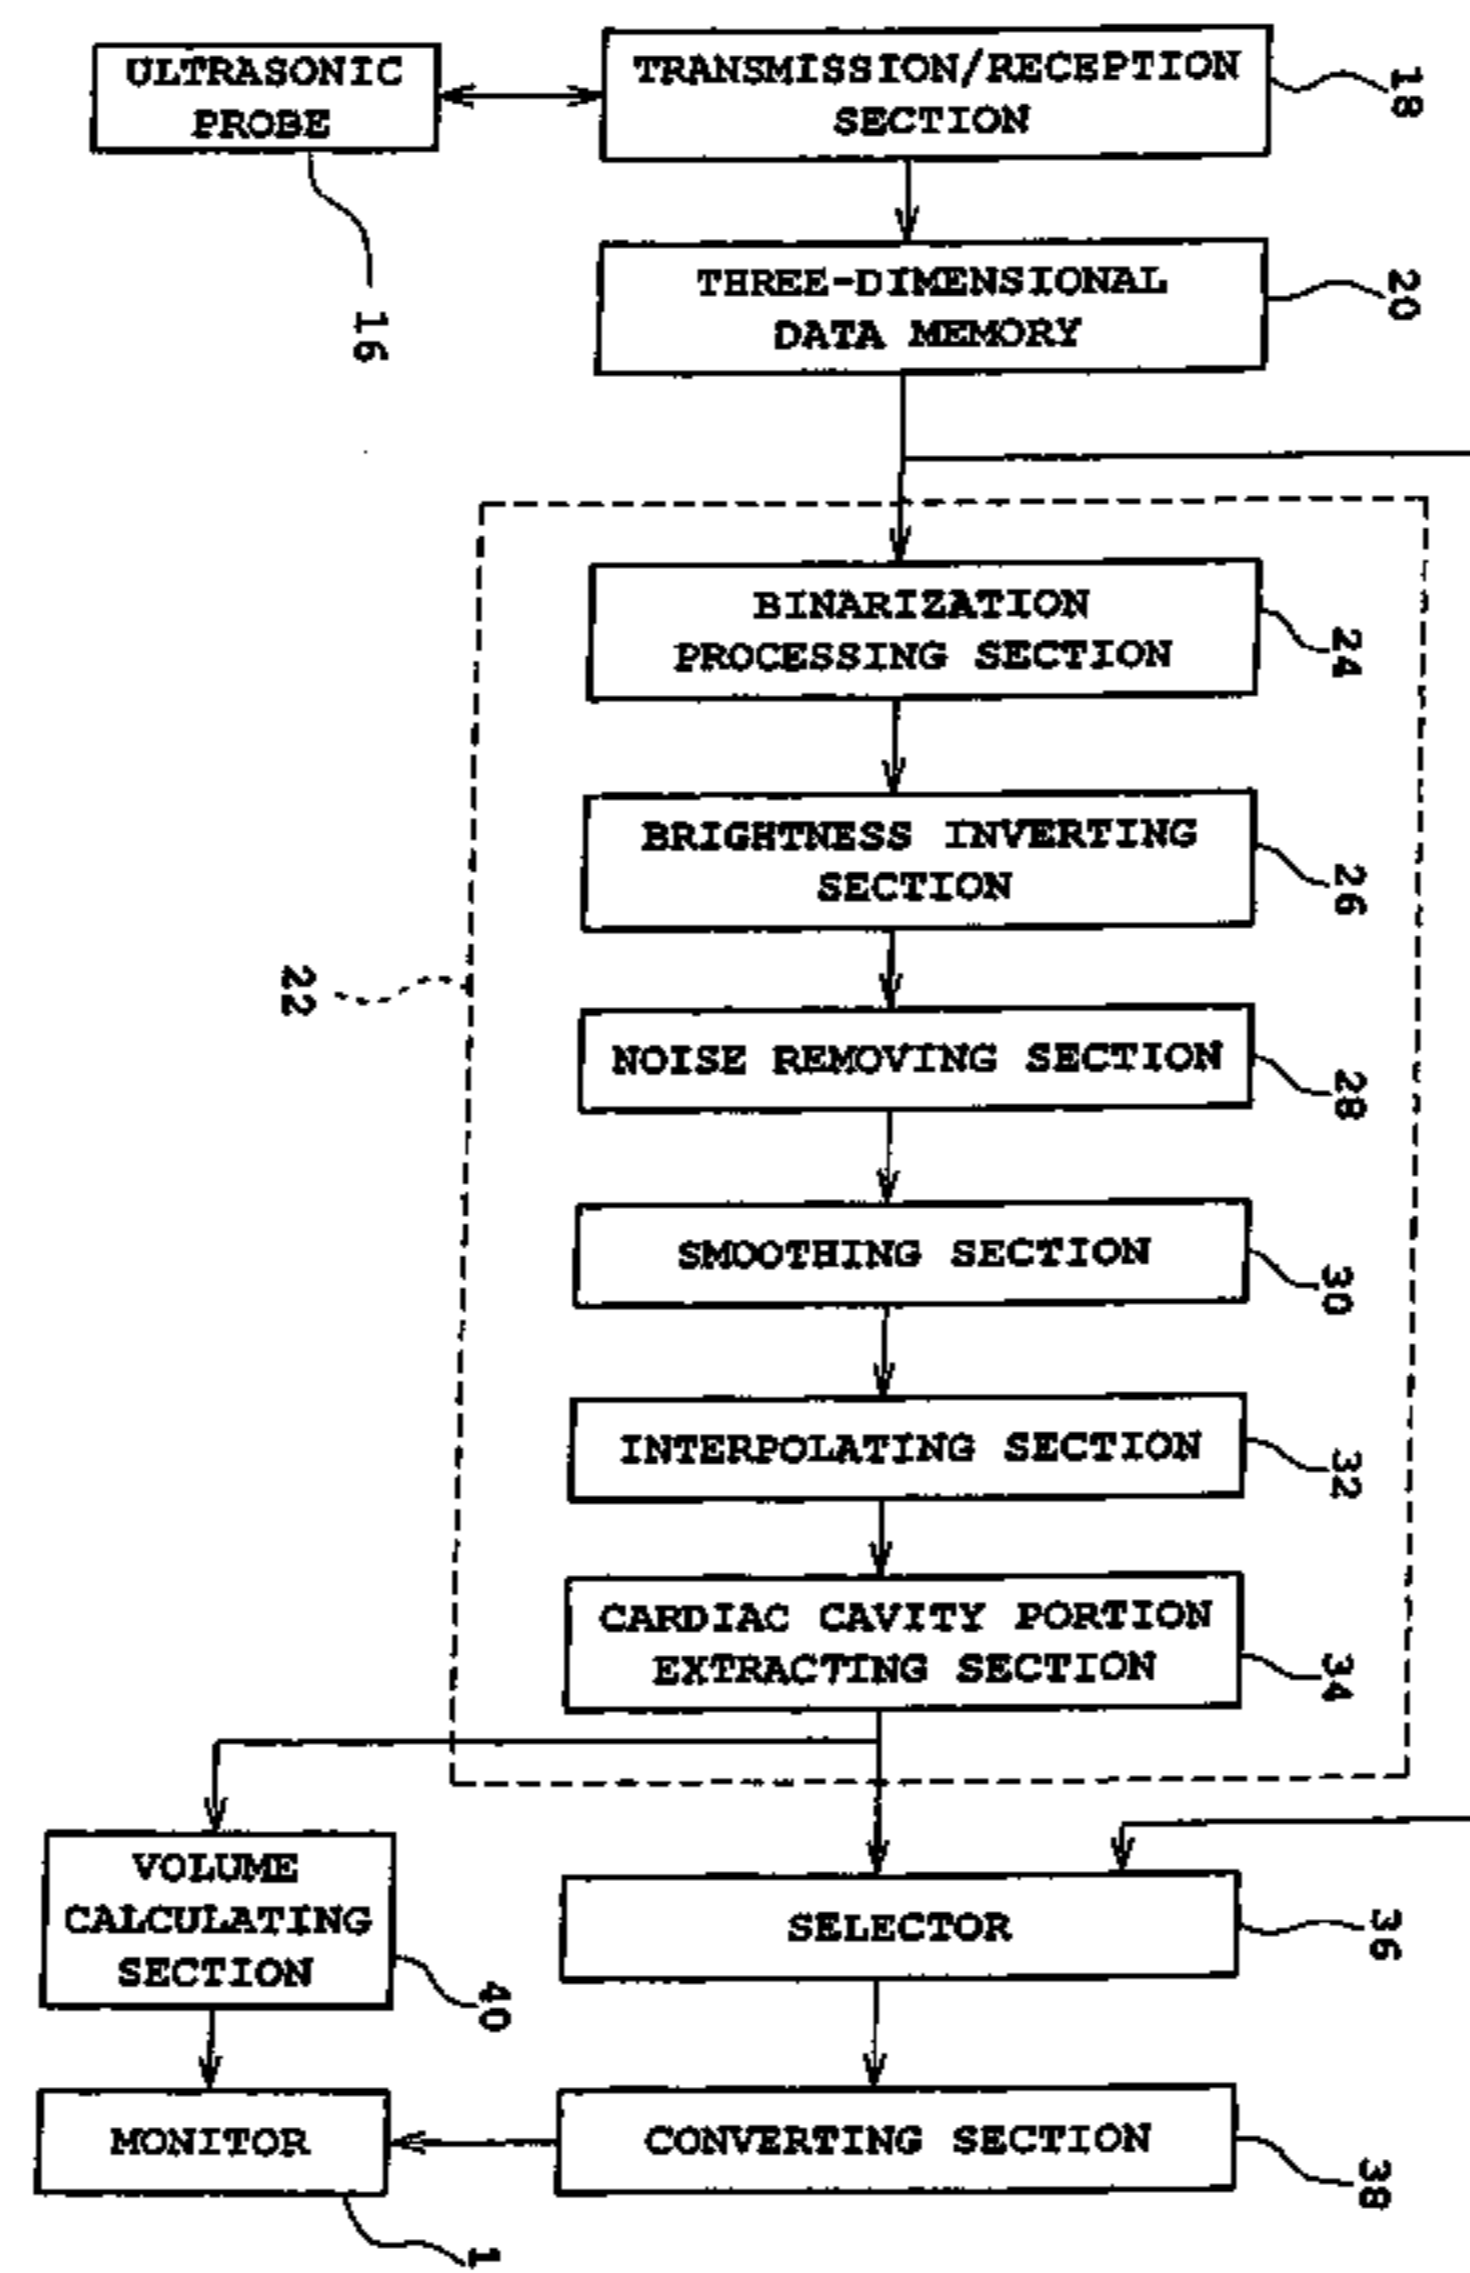 ULTRASONIC
PROBE
16
TRANSMISSION/RECEPTION
SECTION
18
THREE-DIMENSIONAL
DATA MEMORY
20
22
BINARIZATION
PROCESSING SECTION
24
BRIGHTNESS INVERTING
SECTION
26
NOISE REMOVING SECTION
28
SMOOTHING SECTION
30
INTERPOLATING SECTION
32
CARDIAC CAVITY PORTION
EXTRACTING SECTION
34
VOLUME
CALCULATING
SECTION
40
SELECTOR
36
MONITOR
1
CONVERTING SECTION
38